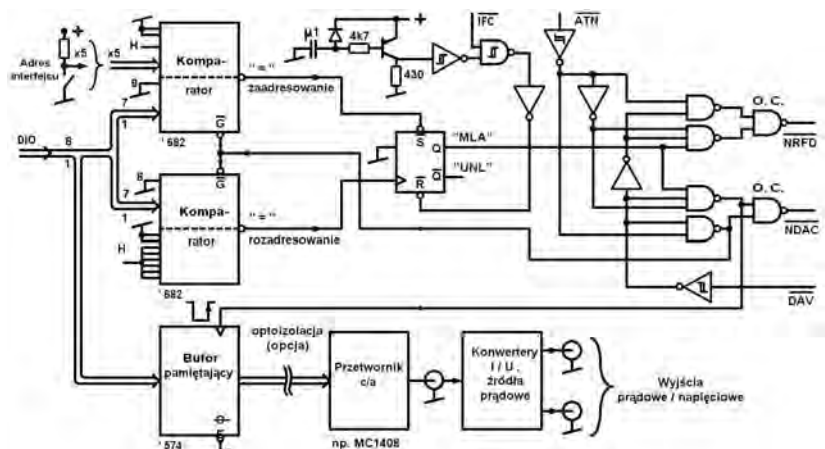 Adres interfejsu
x5
x5
H
9
Kompa-
rator
G
'682
"="
zaadresowanie
µ1
4k7
430
+
+
IFC
ATN
DIO
8
1
7
1
7
1
8
H
G
Kompa-
rator
'682
"="
rozadresowanie
S
Q
R
Q
"MLA"
"UNL"
O.C.
NRFD
O.C.
NDAC
DAV
Bufor
pamiętający
'574
optoizolacja
(opcja)
Przetwornik
c/a
np. MC1408
Konwertery
I / U ,
źródła
prądowe
Wyjścia
prądowe / napięciowe